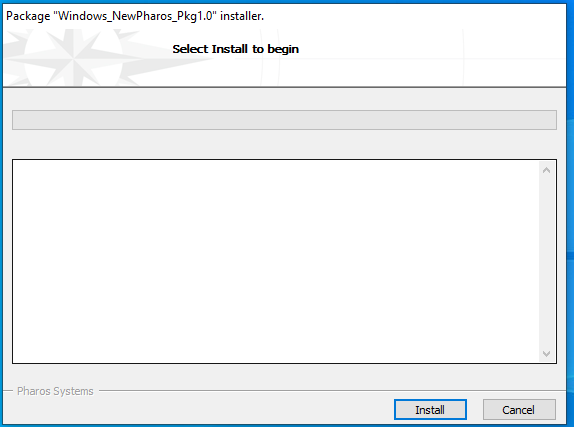 Package "Windows_NewPharos_Pkg1.0" installer.
Select Install to begin
Pharos Systems
Install Cancel